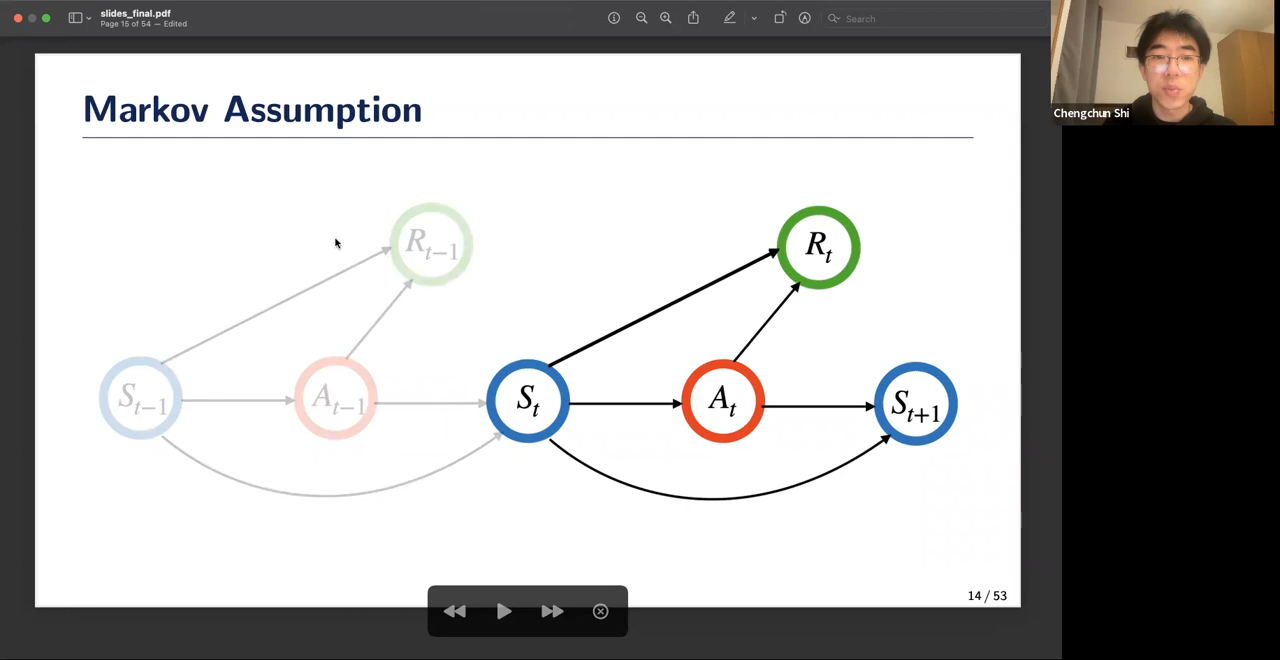 slides_final.pdf
Page 15 of 54 — Edited
Search
Chengchun Shi
Markov Assumption
R_{t−1}
R_t
S_{t−1}
A_{t−1}
S_t
A_t
S_{t+1}
14 / 53